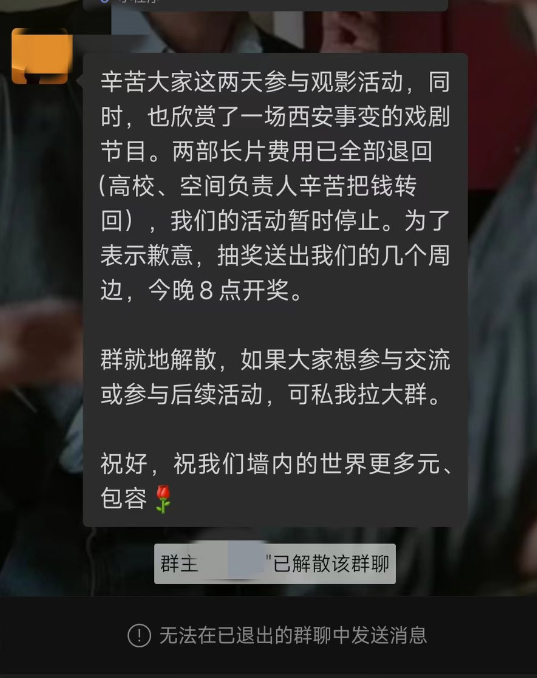 辛苦大家这两天参与观影活动，同
时，也欣赏了一场西安事变的戏剧
节目。两部长片费用已全部退回
(高校、空间负责人辛苦把钱转
回），我们的活动暂时停止。为了
表示歉意，抽奖送出我们的几个周
边，今晚8点开奖。
群就地解散，如果大家想参与交流
或参与后续活动，可私我拉大群。
祝好，祝我们墙内的世界更多元、
包容🌹
群主 "已解散该群聊
无法在已退出的群聊中发送消息